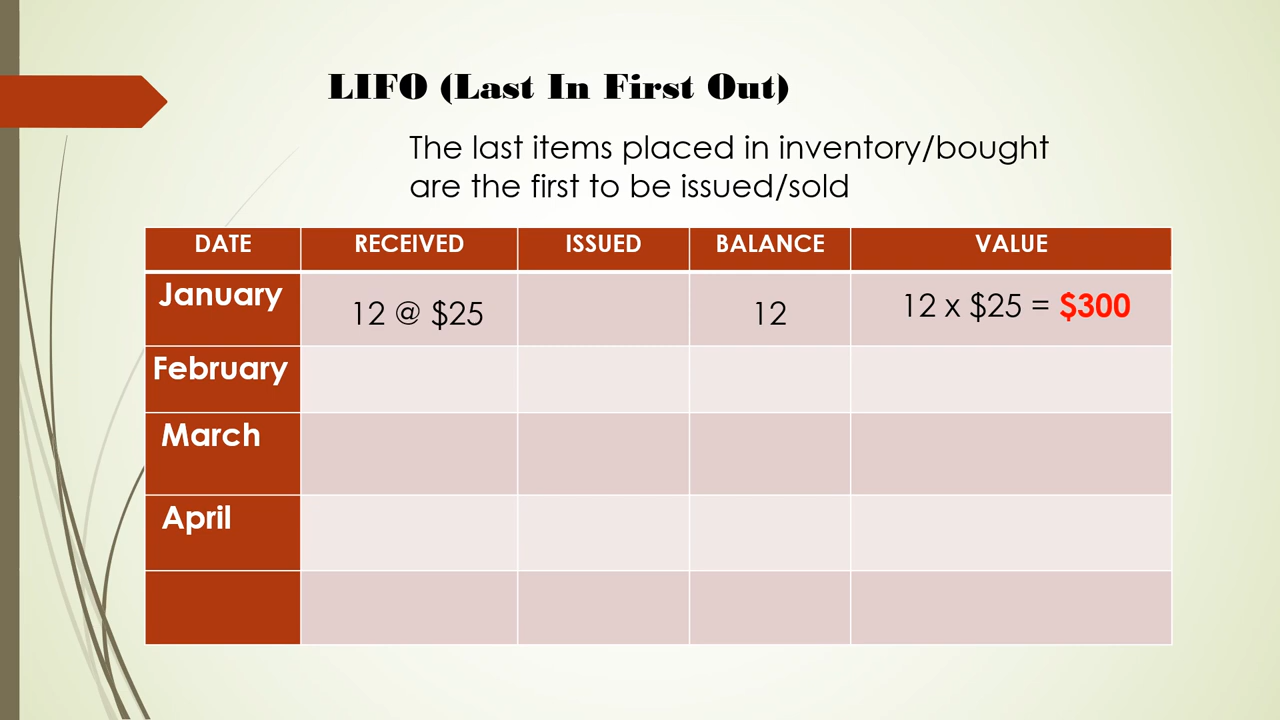 LIFO (Last In First Out)
The last items placed in inventory/bought
are the first to be issued/sold
DATE RECEIVED ISSUED BALANCE VALUE
January 12 @ $25 12 12 x $25 = $300
February
March
April